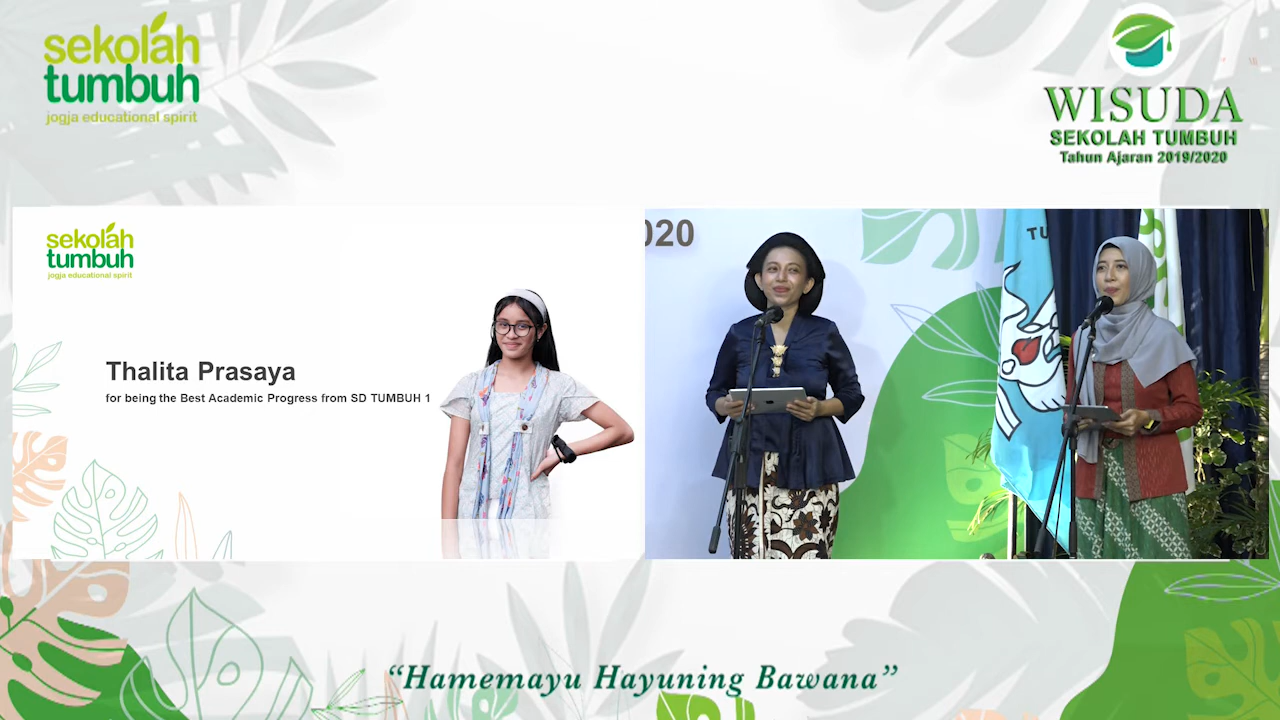 sekolah
tumbuh
jogja educational spirit
WISUDA
SEKOLAH TUMBUH
Tahun Ajaran 2019/2020
sekolah
tumbuh
jogja educational spirit
Thalita Prasaya
for being the Best Academic Progress from SD TUMBUH 1
020
TU
“Hamemayu Hayuning Bawana”